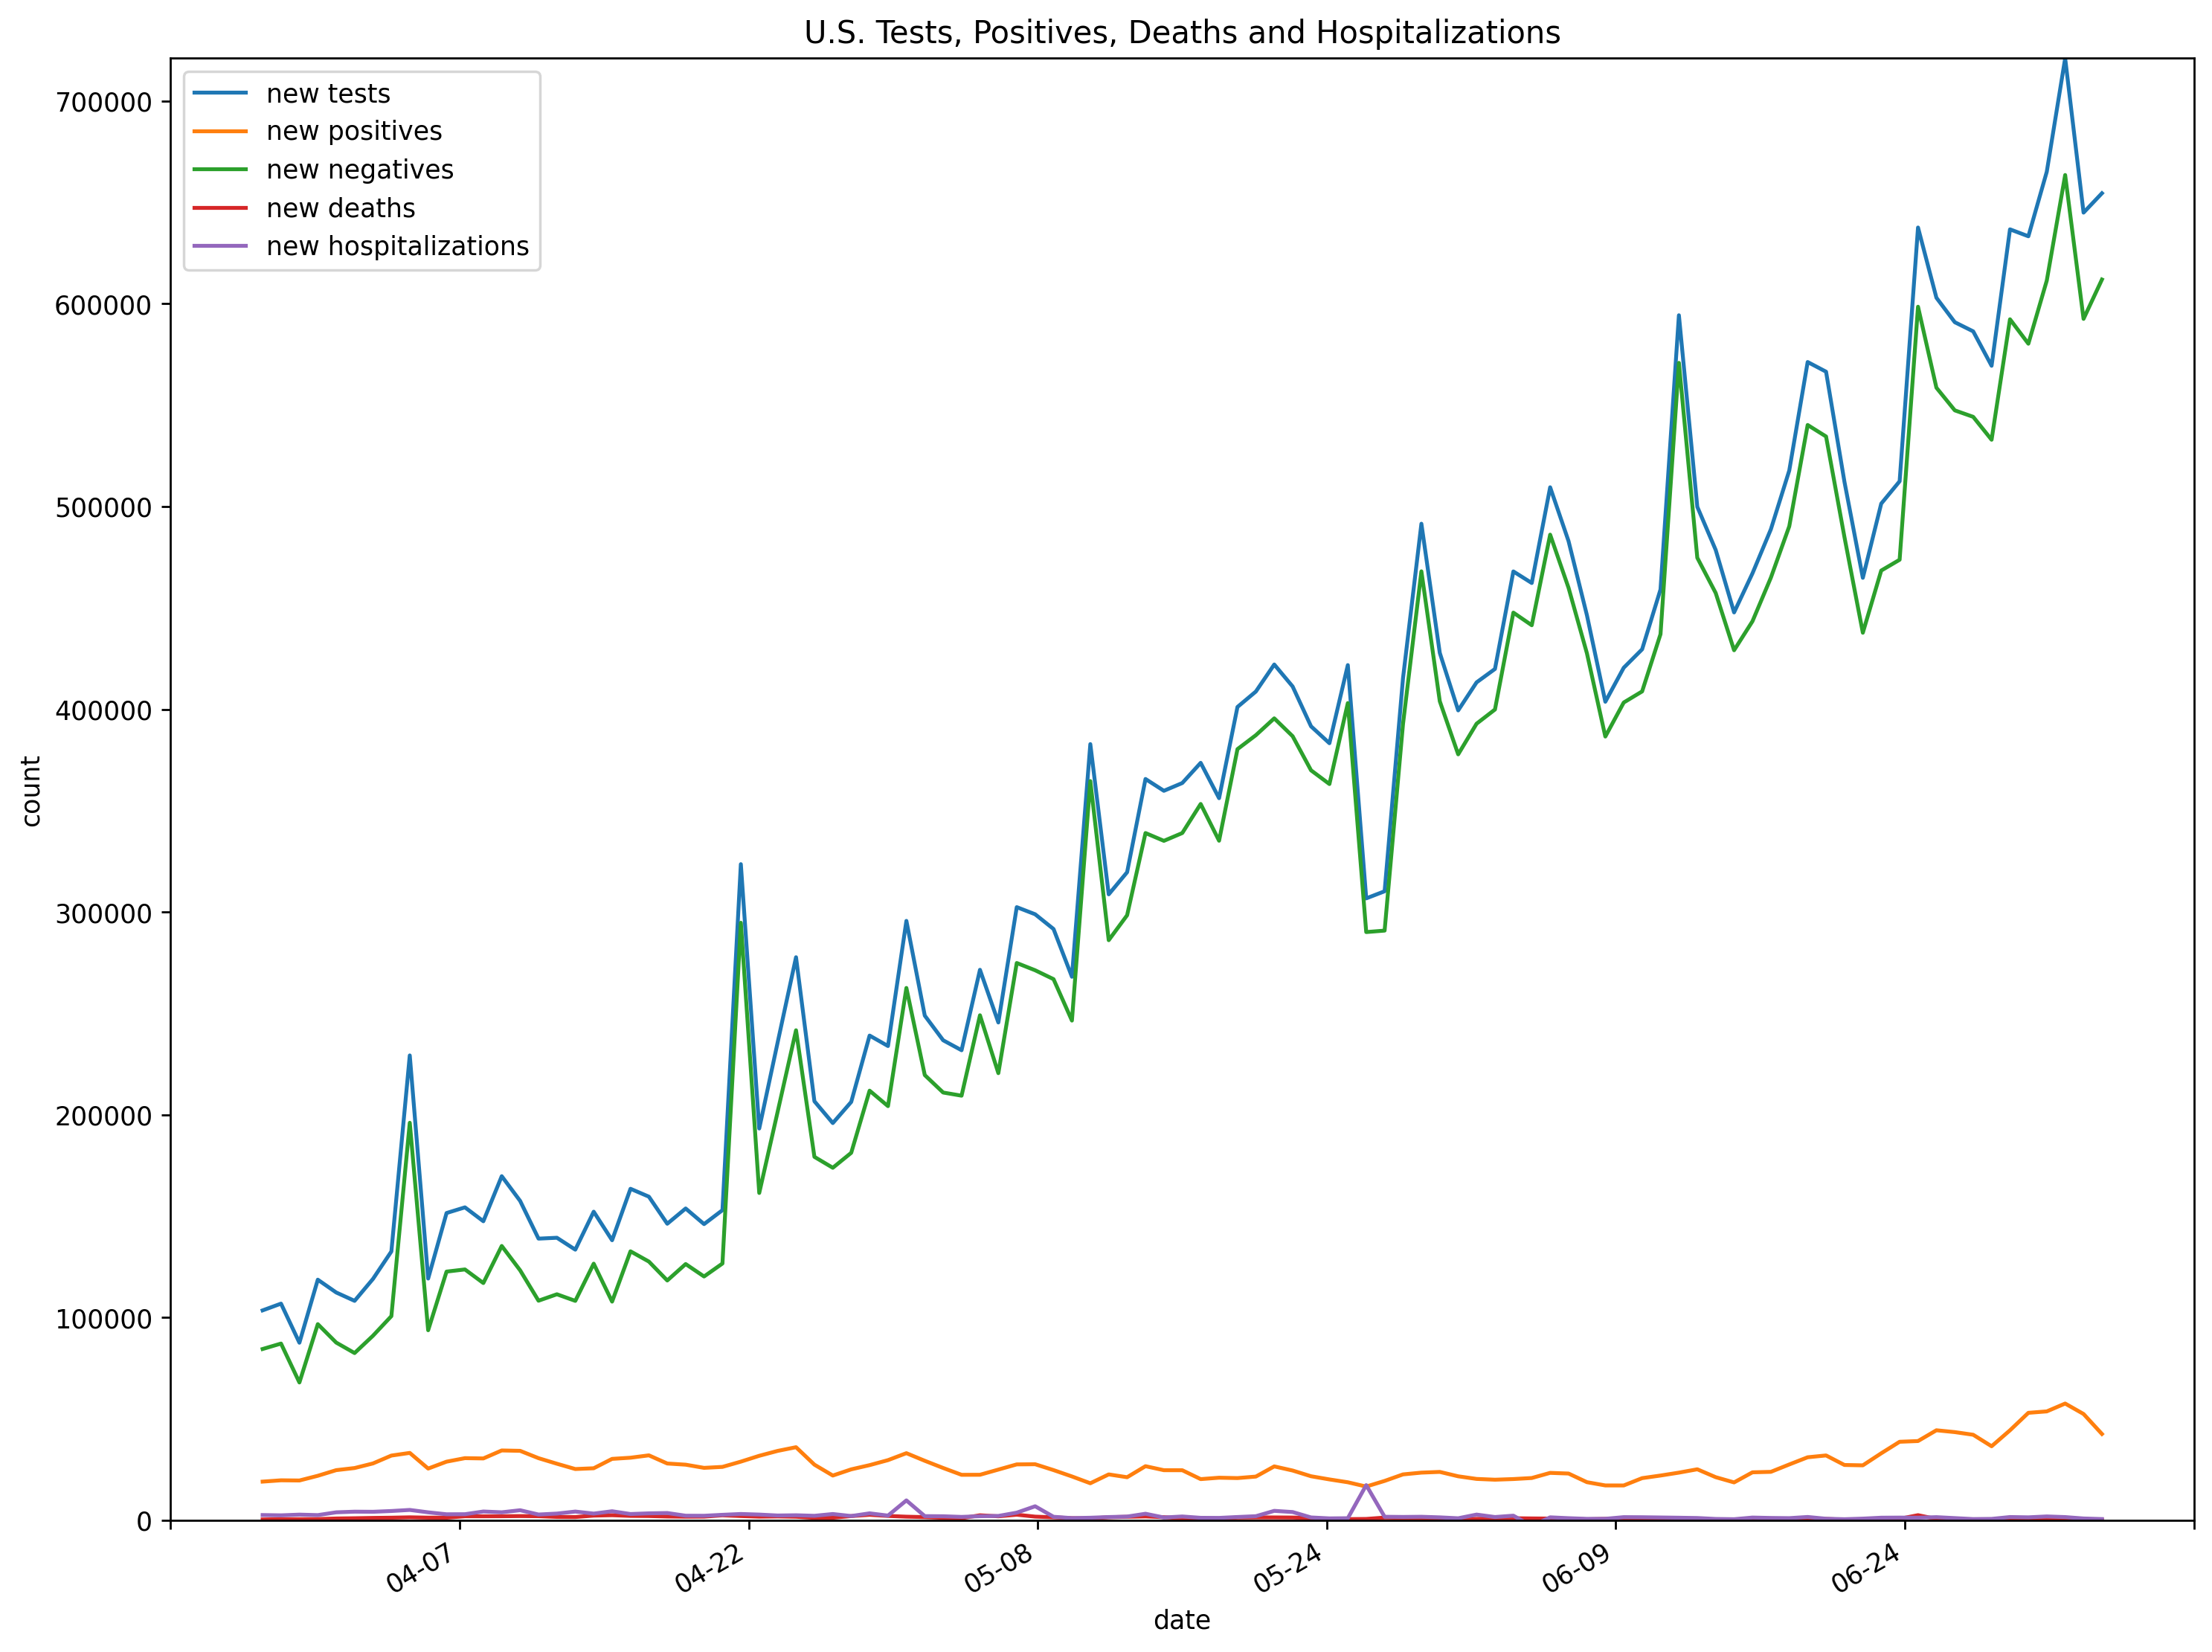 U.S. Tests, Positives, Deaths and Hospitalizations
new tests
new positives
new negatives
new deaths
new hospitalizations
700000
600000
500000
400000
300000
200000
100000
0
count
04-07
04-22
05-08
05-24
06-09
06-24
date